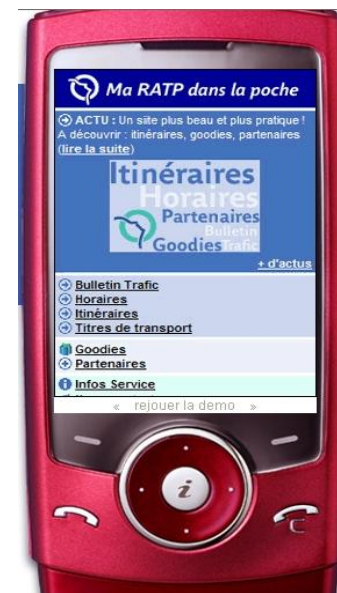 Ma RATP dans la poche
ACTU : Un site plus beau et plus pratique !
A découvrir : itinéraires, goodies, partenaires
(lire la suite)
Itinéraires
Horaires
Partenaires
Bulletin
Goodies Trafic
+ d'actus
Bulletin Trafic
Horaires
Itinéraires
Titres de transport
Goodies
Partenaires
i Infos Service
« rejouer la demo »
i
C